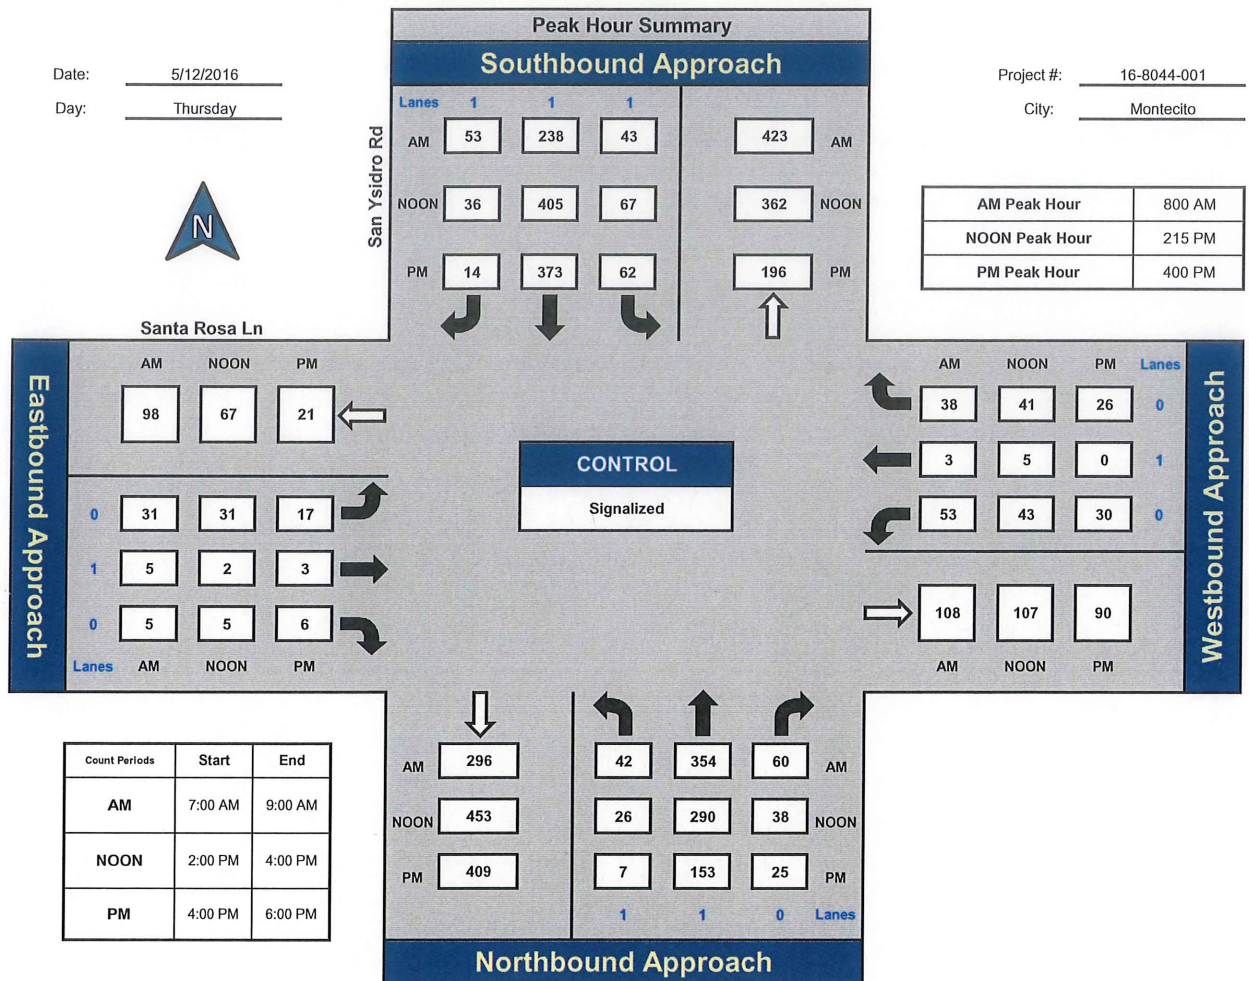 Peak Hour Summary
Southbound Approach
Date: 5/12/2016
Day: Thursday
Project #: 16-8044-001
City: Montecito
N
San Ysidro Rd
Lanes 1 1 1
AM 53 238 43 423 AM
NOON 36 405 67 362 NOON
PM 14 373 62 196 PM
AM Peak Hour 800 AM
NOON Peak Hour 215 PM
PM Peak Hour 400 PM
Santa Rosa Ln
Eastbound Approach
AM NOON PM
98 67 21
0 31 31 17
1 5 2 3
0 5 5 6
Lanes AM NOON PM
CONTROL
Signalized
AM NOON PM Lanes
38 41 26 0
3 5 0 1
53 43 30 0
108 107 90
AM NOON PM
Westbound Approach
Count Periods Start End
AM 7:00 AM 9:00 AM
NOON 2:00 PM 4:00 PM
PM 4:00 PM 6:00 PM
AM 296 42 354 60 AM
NOON 453 26 290 38 NOON
PM 409 7 153 25 PM
1 1 0 Lanes
Northbound Approach